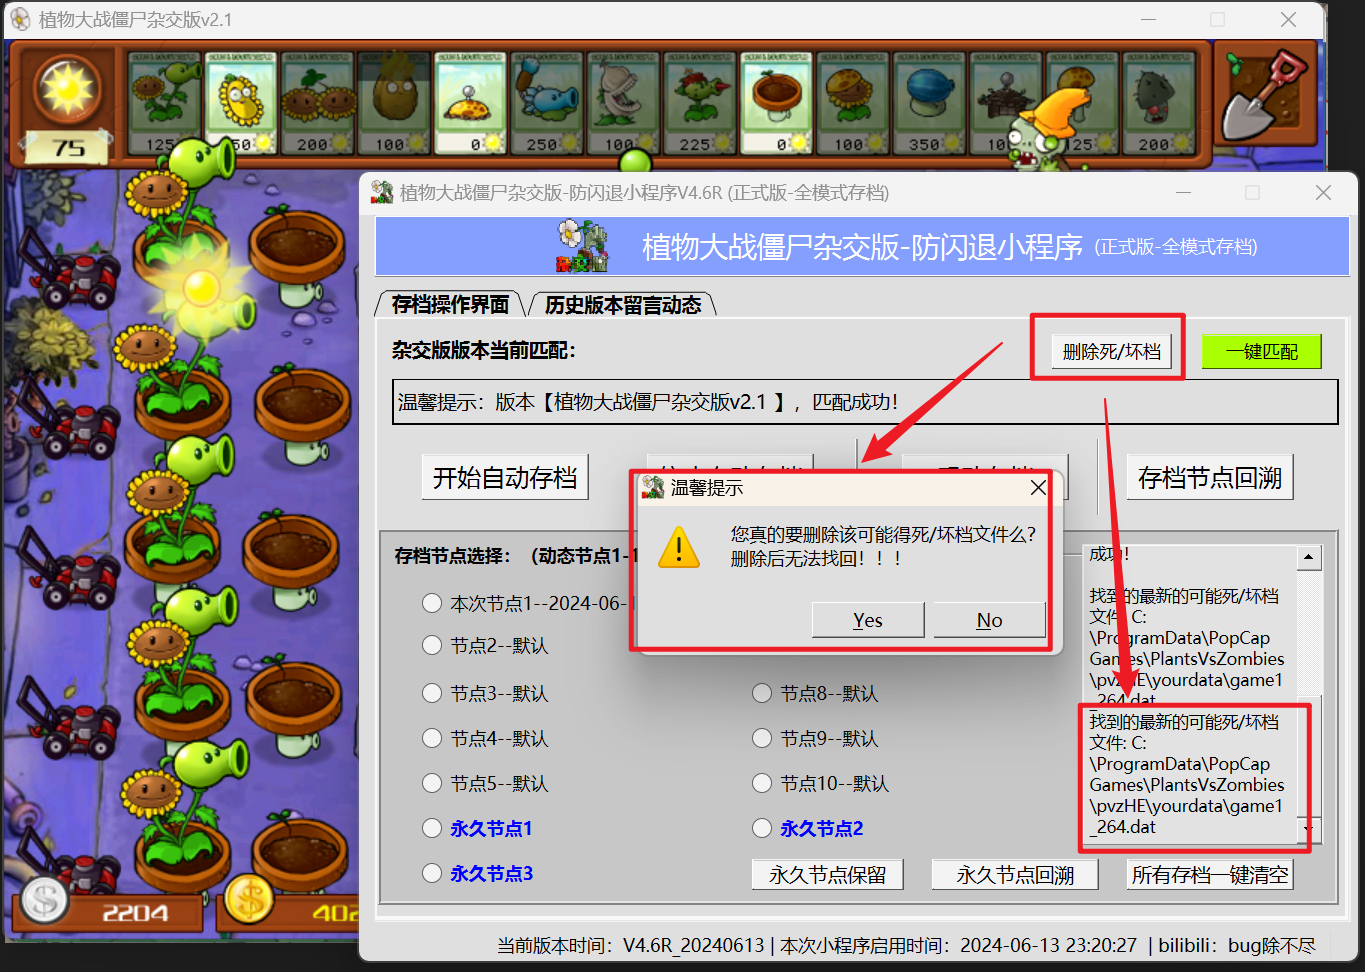 植物大战僵尸杂交版v2.1
75
125
50
200
100
0
250
100
225
0
100
350
10
25
200
植物大战僵尸杂交版-防闪退小程序V4.6R (正式版-全模式存档)
植物大战僵尸杂交版-防闪退小程序 (正式版-全模式存档)
存档操作界面
历史版本留言动态
杂交版版本当前匹配：
删除死/坏档
一键匹配
温馨提示：版本【植物大战僵尸杂交版v2.1 】，匹配成功！
开始自动存档
存档节点回溯
温馨提示
您真的要删除该可能得死/坏档文件么?
删除后无法找回！！！
Yes
No
存档节点选择：（动态节点1-1
本次节点1--2024-06-
节点2--默认
节点3--默认
节点4--默认
节点5--默认
永久节点1
永久节点3
节点8--默认
节点9--默认
节点10--默认
永久节点2
成功！
找到的最新的可能死/坏档
文件: C:
\ProgramData\PopCap
Games\PlantsVsZombies
\pvzHE\yourdata\game1
_264.dat
找到的最新的可能死/坏档
文件: C:
\ProgramData\PopCap
Games\PlantsVsZombies
\pvzHE\yourdata\game1
_264.dat
永久节点保留
永久节点回溯
所有存档一键清空
2204
402
当前版本时间：V4.6R_20240613 | 本次小程序启用时间：2024-06-13 23:20:27 | bilibili：bug除不尽